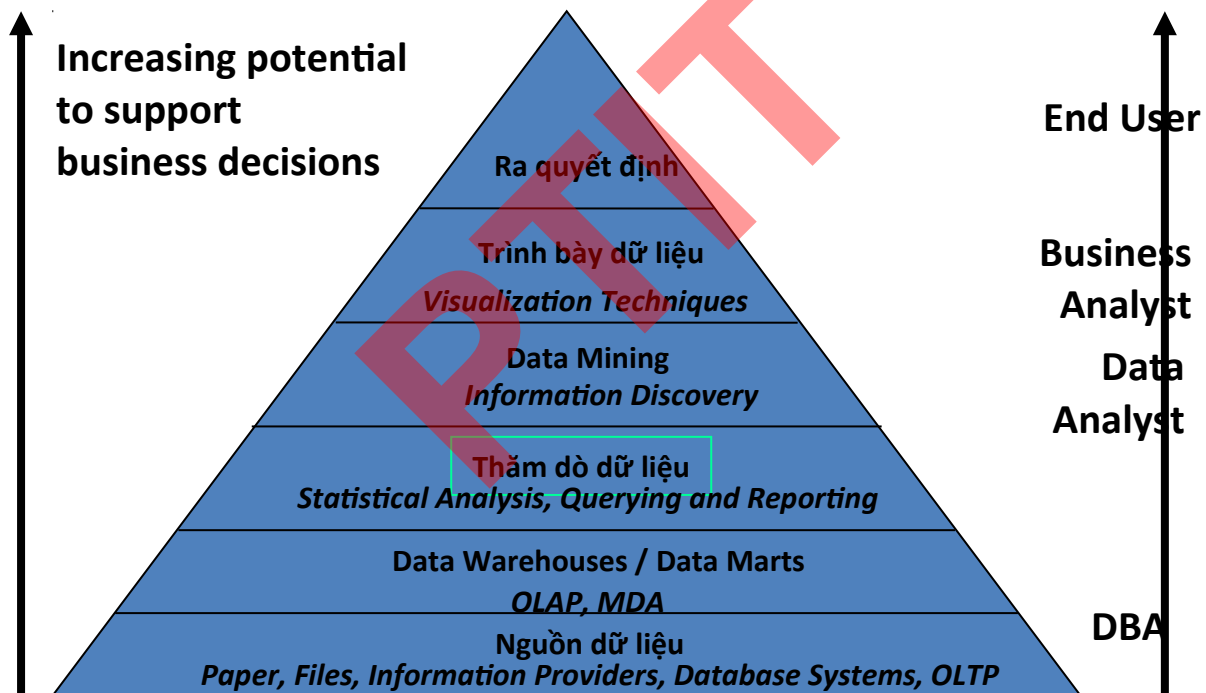 Increasing potential
to support
business decisions
Ra quyết định
Trình bày dữ liệu
Visualization Techniques
Data Mining
Information Discovery
Thăm dò dữ liệu
Statistical Analysis, Querying and Reporting
Data Warehouses / Data Marts
OLAP, MDA
Nguồn dữ liệu
Paper, Files, Information Providers, Database Systems, OLTP
End User
Business
Analyst
Data
Analyst
DBA
PTIT